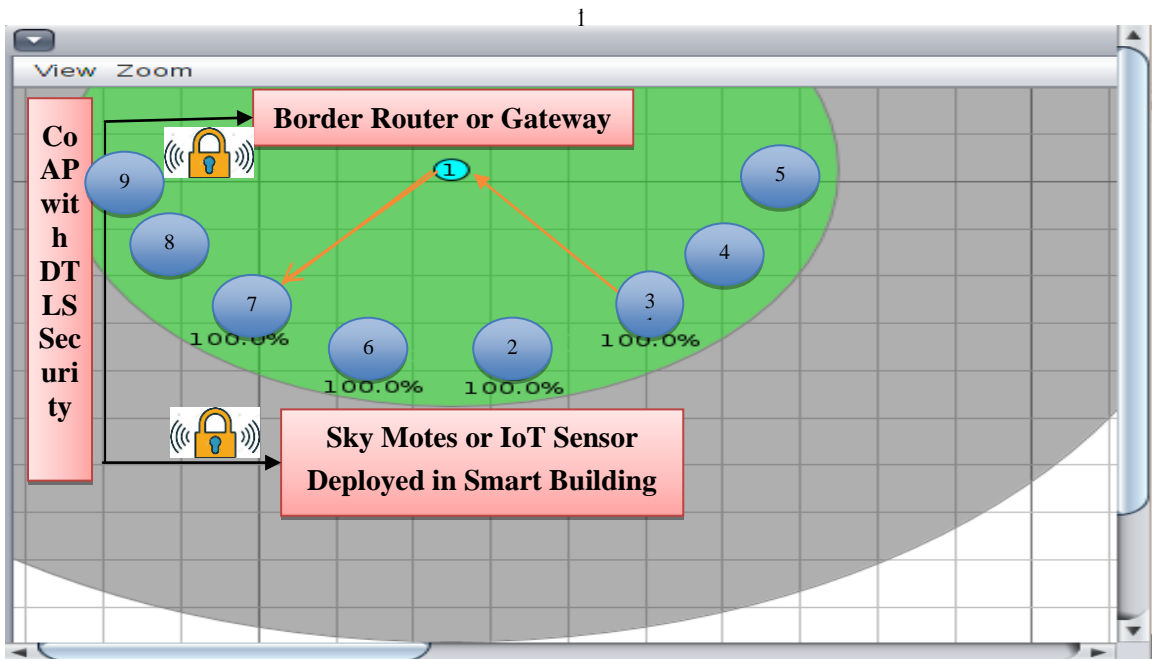 1
View Zoom
Co
AP
wit
h
DT
LS
Sec
uri
ty
Border Router or Gateway
1
9
5
8
4
7
3
100.0%
100.0%
6
2
100.0%
100.0%
Sky Motes or IoT Sensor
Deployed in Smart Building